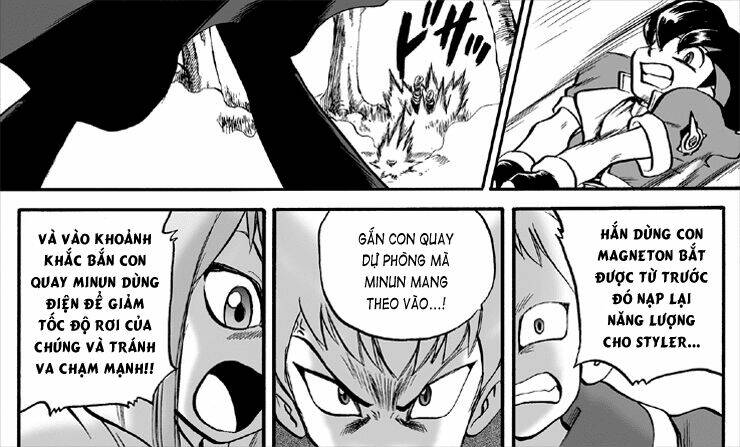 ドドッ
HẮN DÙNG CON
MAGNETON BẮT
ĐƯỢC TỪ TRƯỚC
ĐÓ NẠP LẠI
NĂNG LƯỢNG
CHO STYLER...
GẮN CON QUAY
DỰ PHÒNG MÀ
MINUN MANG
THEO VÀO...!
VÀ VÀO KHOẢNH
KHẮC BẮN CON
QUAY MINUN DÙNG
ĐIỆN ĐỂ GIẢM
TỐC ĐỘ RƠI CỦA
CHÚNG VÀ TRÁNH
VA CHẠM MẠNH!!